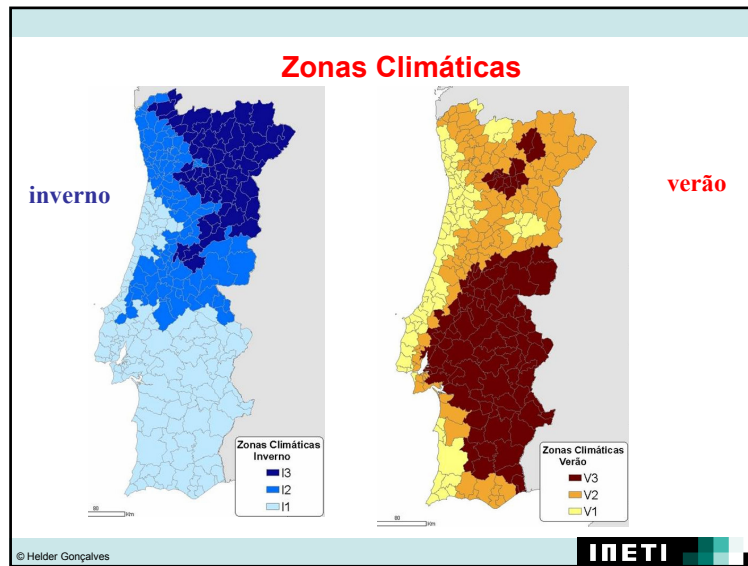 Zonas Climáticas
inverno
verão
Zonas Climáticas
Inverno
I3
I2
I1
80
Km
Zonas Climáticas
Verão
V3
V2
V1
80
Km
© Helder Gonçalves
INETI